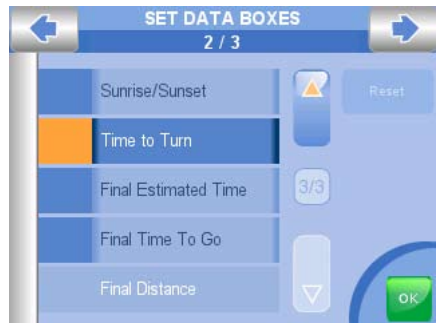 SET DATA BOXES
2 / 3
Sunrise/Sunset
Reset
Time to Turn
Final Estimated Time
3/3
Final Time To Go
Final Distance
OK